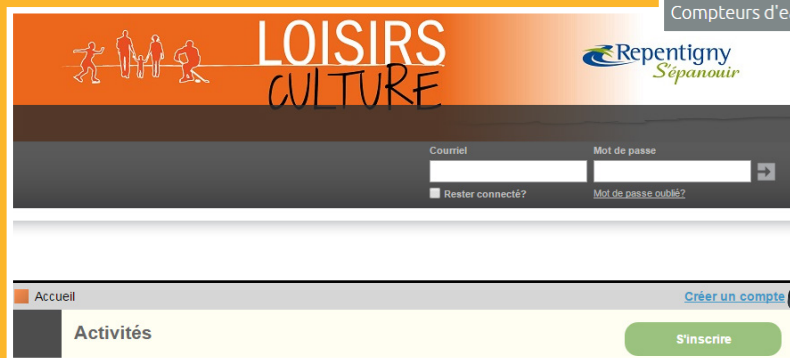 Compteurs d'ea
LOISIRS
CULTURE
Repentigny
S'épanouir
Courriel
Mot de passe
Rester connecté?
Mot de passe oublié?
Accueil
Créer un compte
Activités
S'inscrire